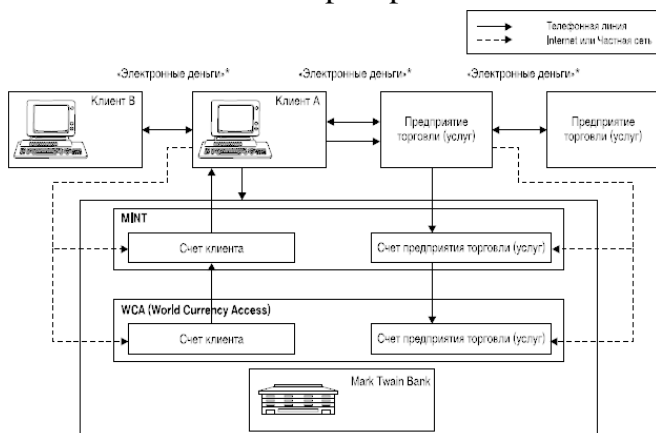 Телефонная линия
Internet или Частная сеть
«Электронные деньги»*
«Электронные деньги»*
«Электронные деньги»*
Клиент B
Клиент A
Предприятие
торговли (услуг)
Предприятие
торговли (услуг)
MINT
Счет клиента
Счет предприятия торговли (услуг)
WCA (World Currency Access)
Счет клиента
Счет предприятия торговли (услуг)
Mark Twain Bank